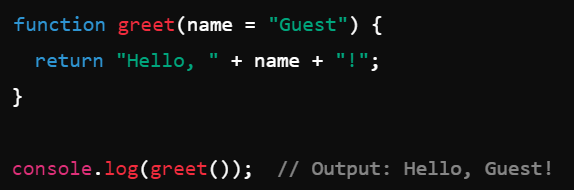 function greet(name = "Guest") {
  return "Hello, " + name + "!";
}

console.log(greet());  // Output: Hello, Guest!